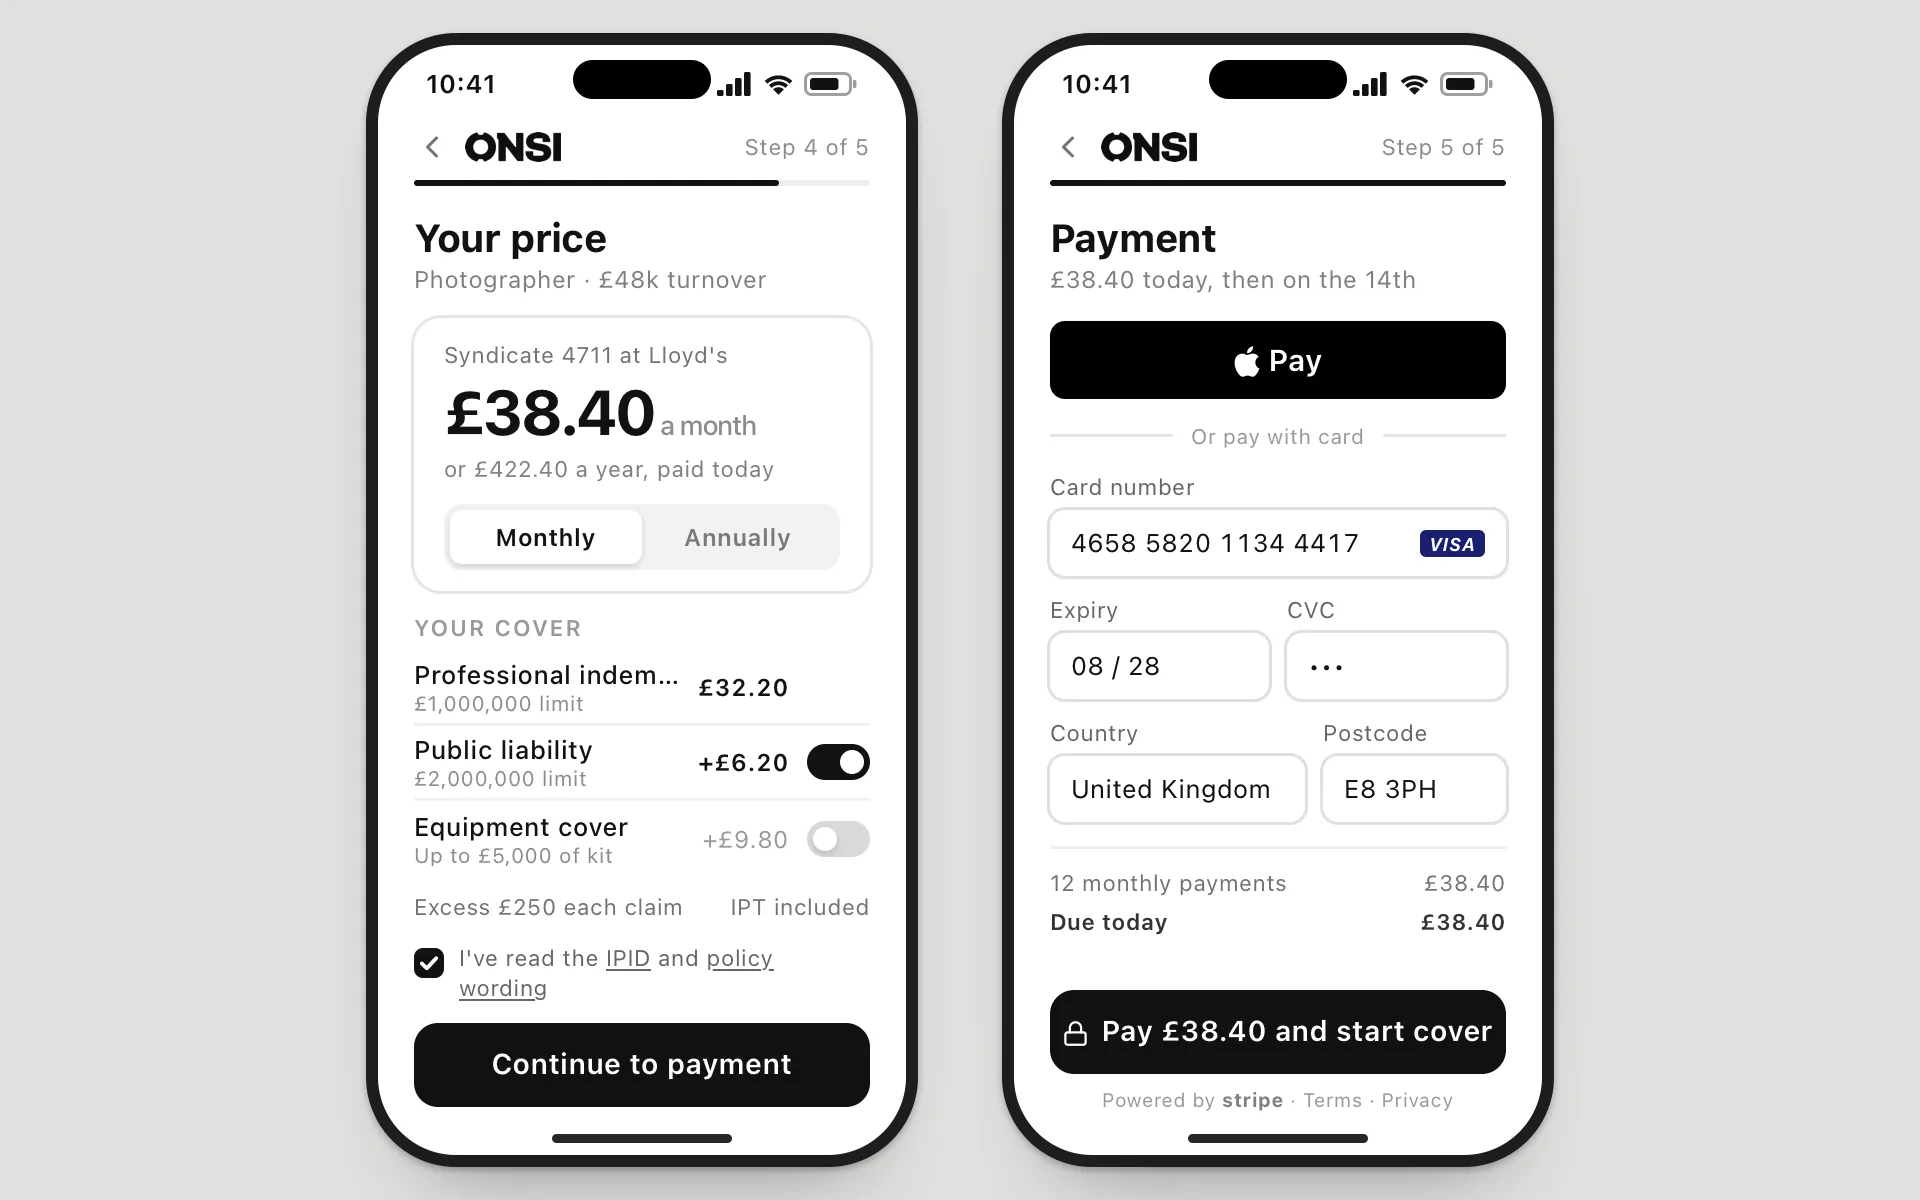 10:41
ONSI
Step 4 of 5
Your price
Photographer · £48k turnover
Syndicate 4711 at Lloyd's
£38.40 a month
or £422.40 a year, paid today
Monthly Annually
YOUR COVER
Professional indem... £32.20
£1,000,000 limit
Public liability +£6.20
£2,000,000 limit
Equipment cover +£9.80
Up to £5,000 of kit
Excess £250 each claim IPT included
I've read the IPID and policy
wording
Continue to payment
10:41
ONSI
Step 5 of 5
Payment
£38.40 today, then on the 14th
Pay
Or pay with card
Card number
4658 5820 1134 4417 VISA
Expiry CVC
08 / 28 •••
Country Postcode
United Kingdom E8 3PH
12 monthly payments £38.40
Due today £38.40
Pay £38.40 and start cover
Powered by stripe · Terms · Privacy